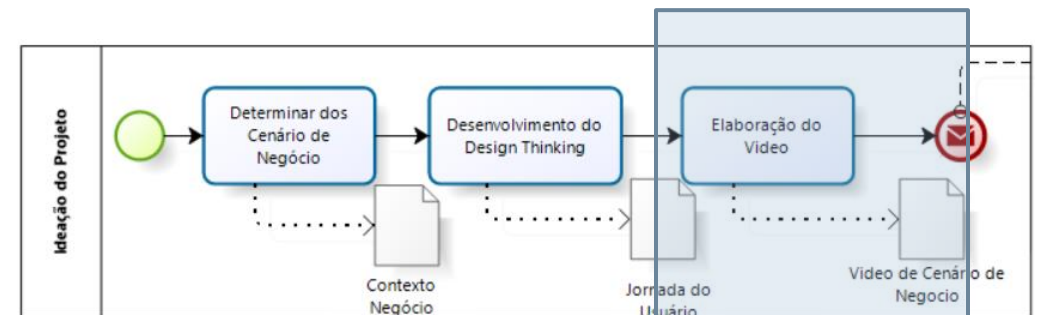 Ideação do Projeto
Determinar dos
Cenário de
Negócio
Desenvolvimento do
Design Thinking
Elaboração do
Video
Contexto
Negócio
Jornada do
Usuário
Video de Cenário de
Negocio